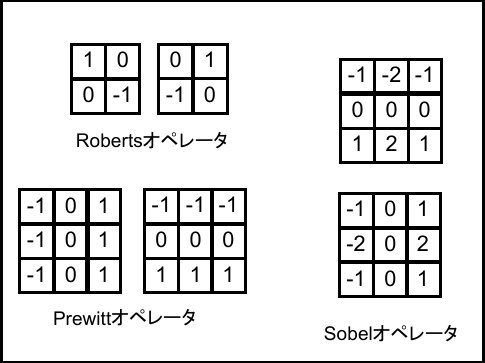 1 0
0 -1
0 1
-1 0
Robertsオペレータ
-1 -2 -1
0 0 0
1 2 1
-1 0 1
-1 0 1
-1 0 1
-1 -1 -1
0 0 0
1 1 1
Prewittオペレータ
-1 0 1
-2 0 2
-1 0 1
Sobelオペレータ